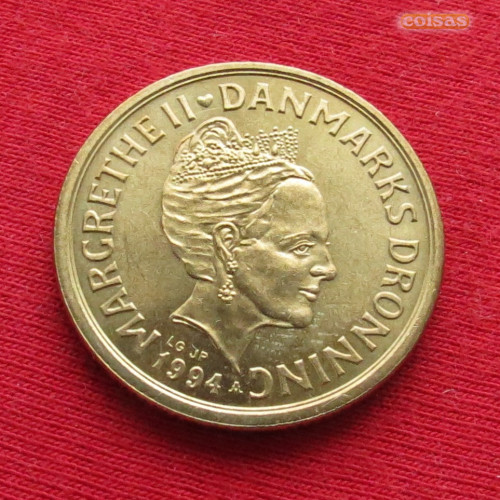 coisas
MARGRETHE II ♥ DANMARKS DRONNING
LG JP
1994 A